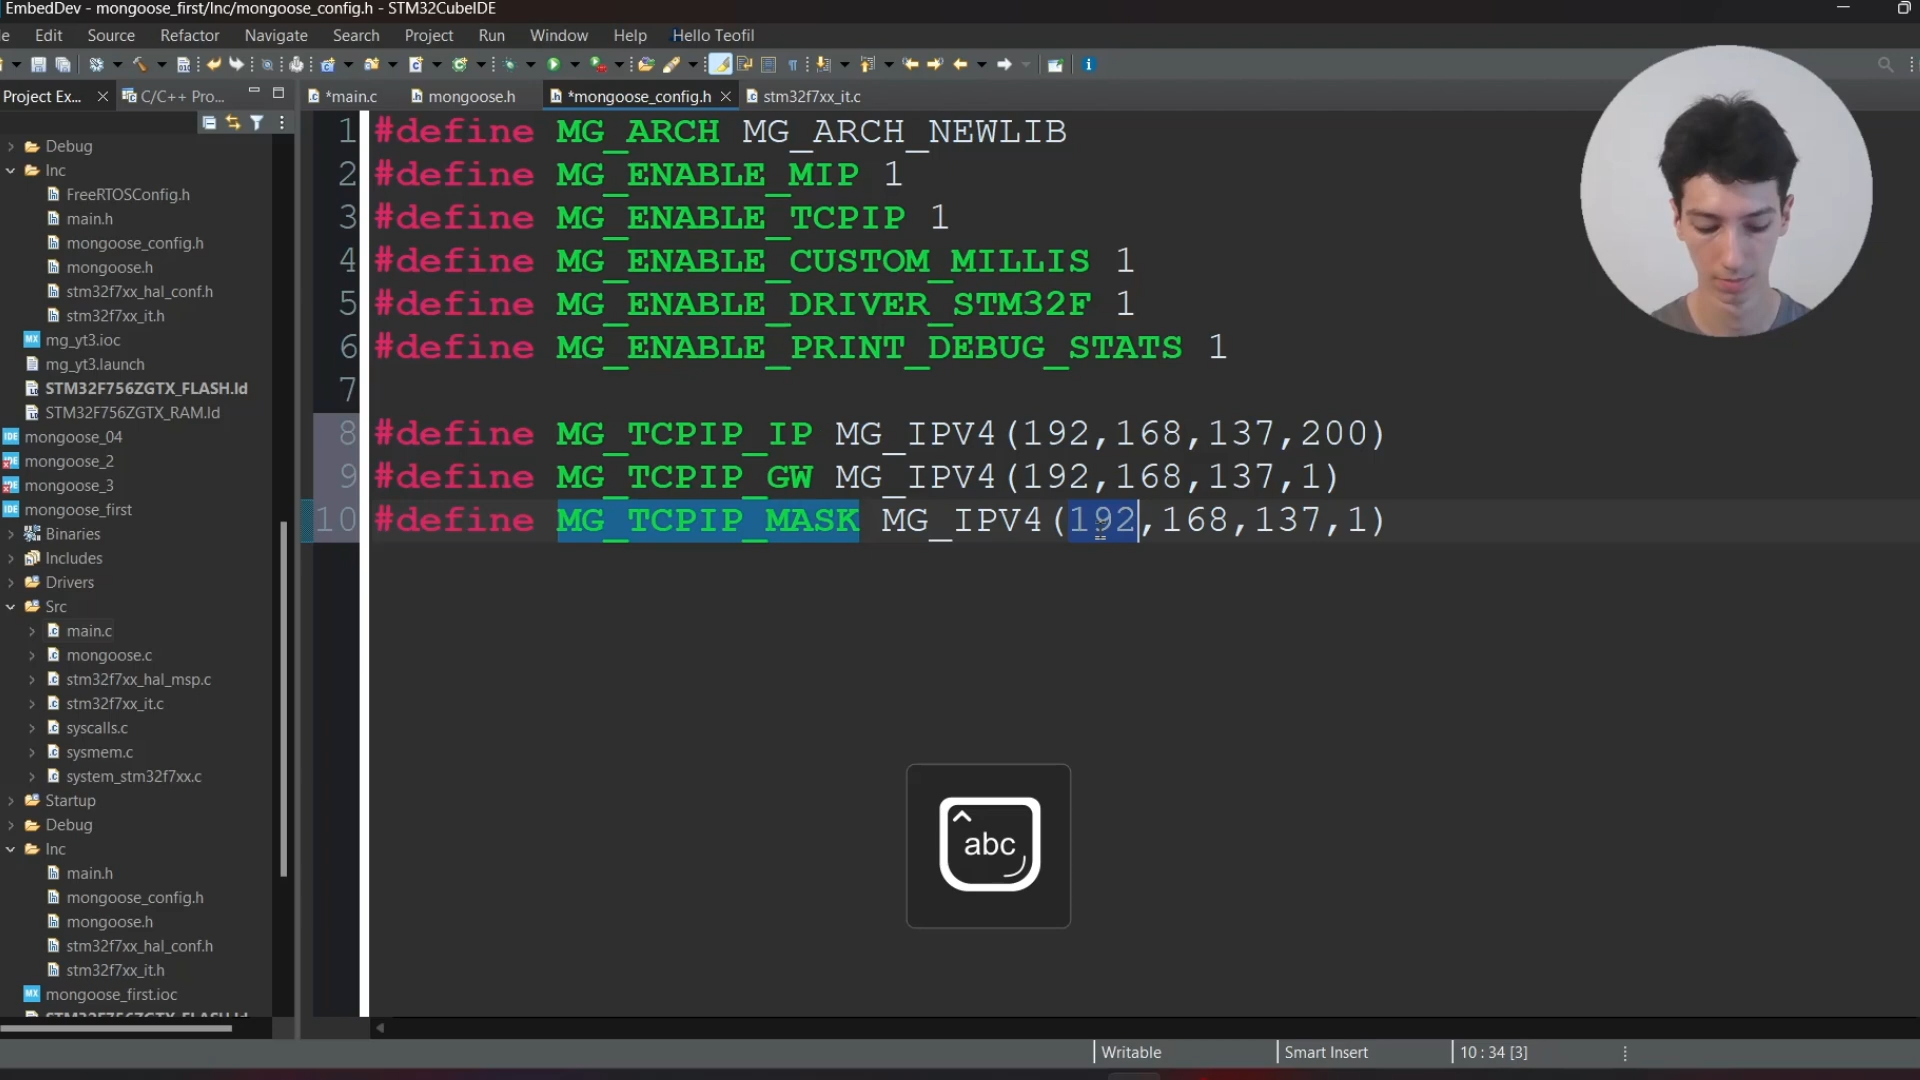 EmbedDev - mongoose_first/Inc/mongoose_config.h - STM32CubeIDE
Edit Source Refactor Navigate Search Project Run Window Help Hello Teofil
Project Ex... C/C++ Pro...
*main.c mongoose.h *mongoose_config.h stm32f7xx_it.c
Debug
Inc
FreeRTOSConfig.h
main.h
mongoose_config.h
mongoose.h
stm32f7xx_hal_conf.h
stm32f7xx_it.h
mg_yt3.ioc
mg_yt3.launch
STM32F756ZGTX_FLASH.ld
STM32F756ZGTX_RAM.ld
mongoose_04
mongoose_2
mongoose_3
mongoose_first
Binaries
Includes
Drivers
Src
main.c
mongoose.c
stm32f7xx_hal_msp.c
stm32f7xx_it.c
syscalls.c
sysmem.c
system_stm32f7xx.c
Startup
Debug
Inc
main.h
mongoose_config.h
mongoose.h
stm32f7xx_hal_conf.h
stm32f7xx_it.h
mongoose_first.ioc
1 #define MG_ARCH MG_ARCH_NEWLIB
2 #define MG_ENABLE_MIP 1
3 #define MG_ENABLE_TCPIP 1
4 #define MG_ENABLE_CUSTOM_MILLIS 1
5 #define MG_ENABLE_DRIVER_STM32F 1
6 #define MG_ENABLE_PRINT_DEBUG_STATS 1
7
8 #define MG_TCPIP_IP MG_IPV4(192,168,137,200)
9 #define MG_TCPIP_GW MG_IPV4(192,168,137,1)
10 #define MG_TCPIP_MASK MG_IPV4(192,168,137,1)
abc
Writable Smart Insert 10 : 34 [3]